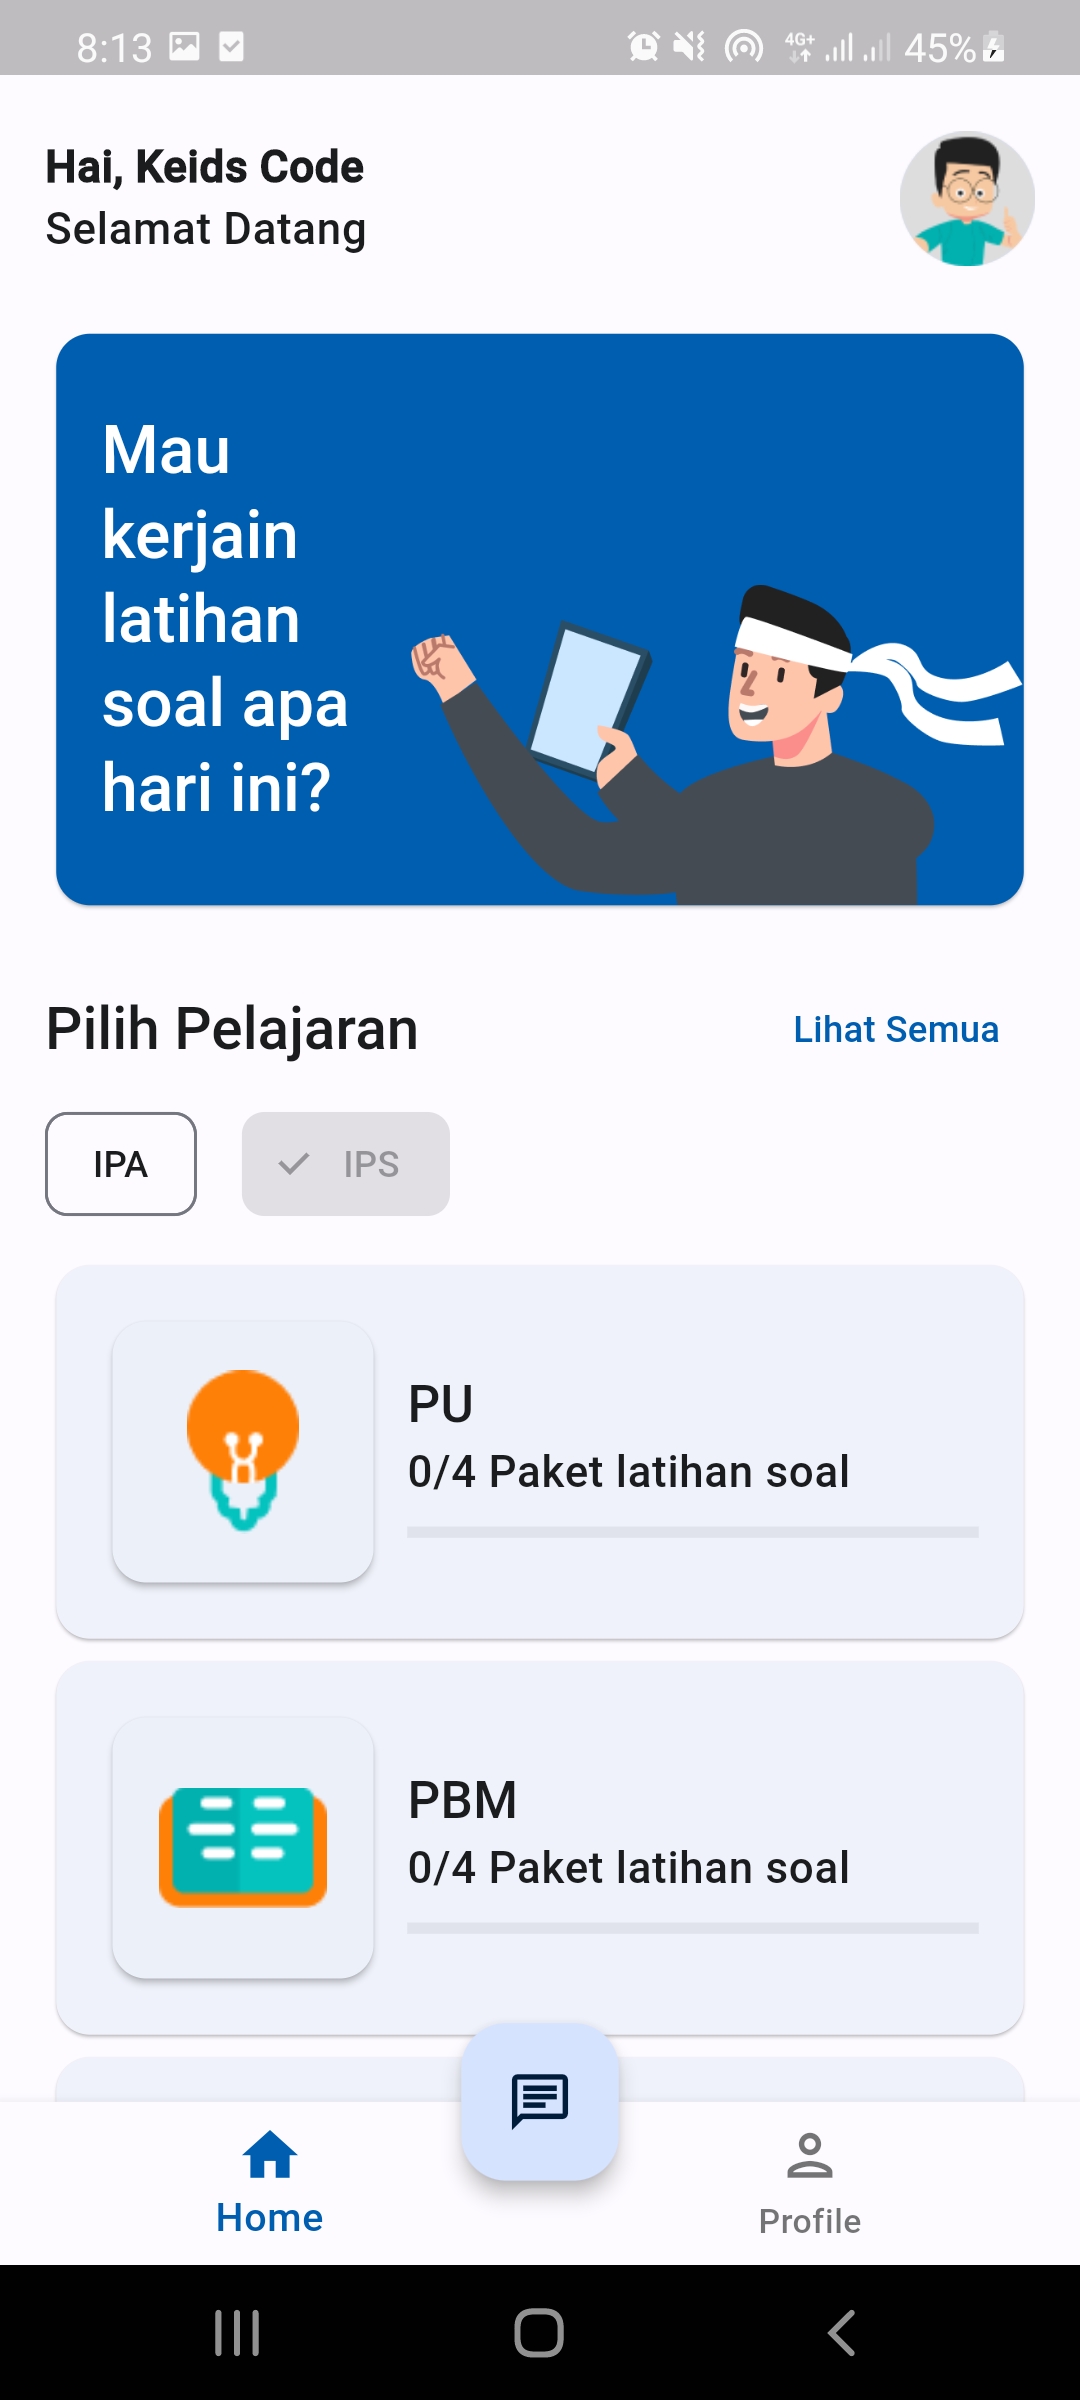 8:13
4G+
45%
Hai, Keids Code
Selamat Datang
Mau
kerjain
latihan
soal apa
hari ini?
Pilih Pelajaran
Lihat Semua
IPA
IPS
PU
0/4 Paket latihan soal
PBM
0/4 Paket latihan soal
Home
Profile